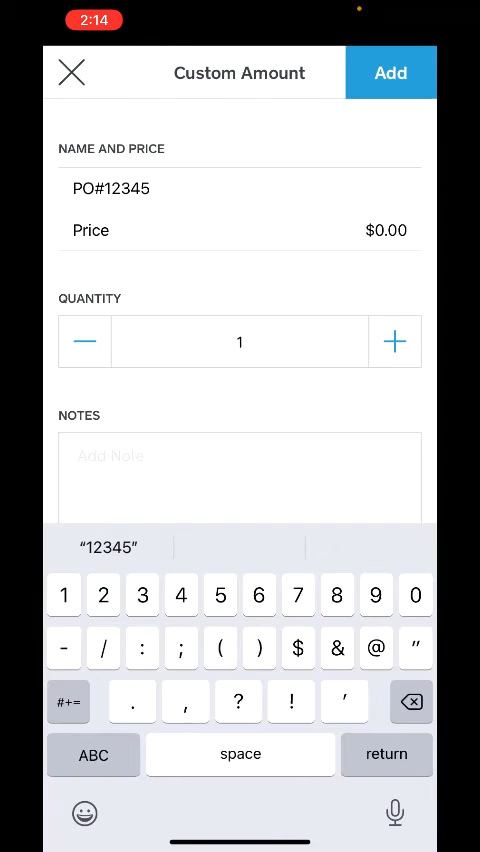 2:14
Custom Amount
Add
NAME AND PRICE
PO#12345
Price $0.00
QUANTITY
1
NOTES
Add Note
“12345”
1 2 3 4 5 6 7 8 9 0
- / : ; ( ) $ & @ "
#+= . , ? ! ’
ABC space return